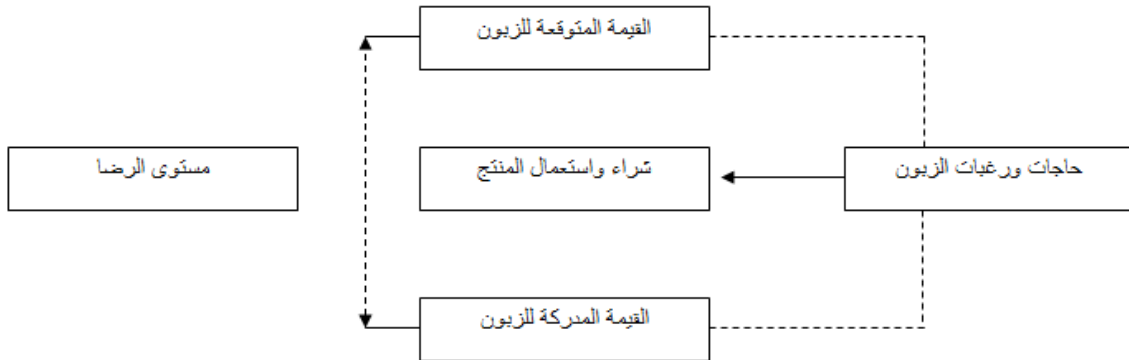 القيمة المتوقعة للزبون
حاجات ورغبات الزبون
شراء واستعمال المنتج
مستوى الرضا
القيمة المدركة للزبون